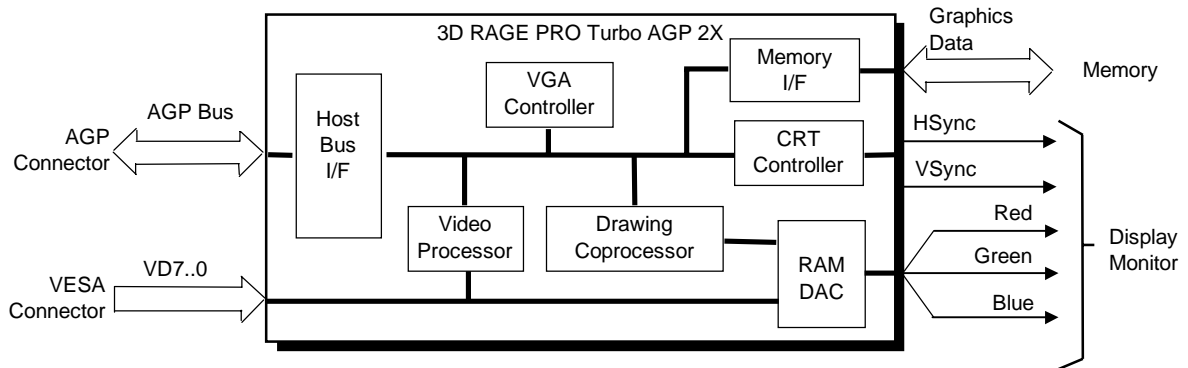 3D RAGE PRO Turbo AGP 2X
Graphics
Data
Memory
I/F
Memory
VGA
Controller
AGP Bus
AGP
Connector
Host
Bus
I/F
HSync
CRT
Controller
VSync
Video
Processor
Drawing
Coprocessor
Red
RAM
DAC
Green
Blue
Display
Monitor
VD7..0
VESA
Connector